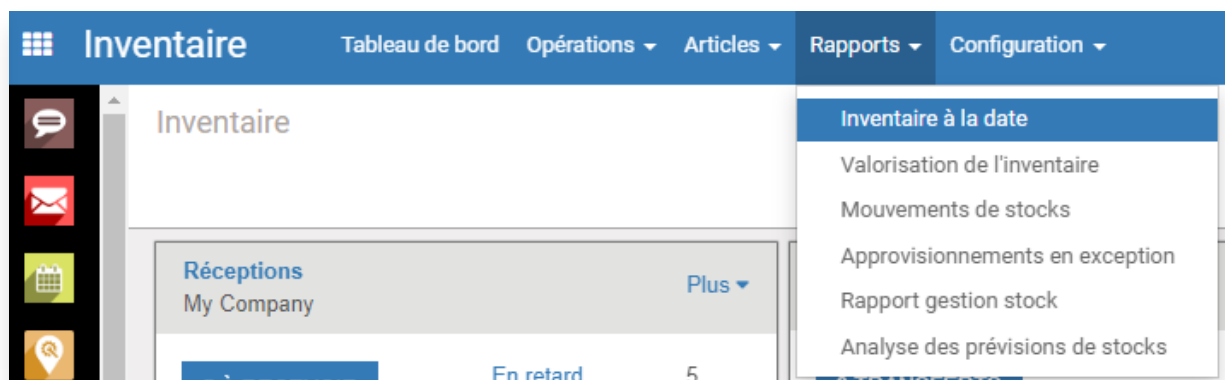 Inventaire Tableau de bord Opérations Articles Rapports Configuration
Inventaire
Inventaire à la date
Valorisation de l'inventaire
Mouvements de stocks
Approvisionnements en exception
Rapport gestion stock
Analyse des prévisions de stocks
Réceptions
My Company
Plus
En retard 5